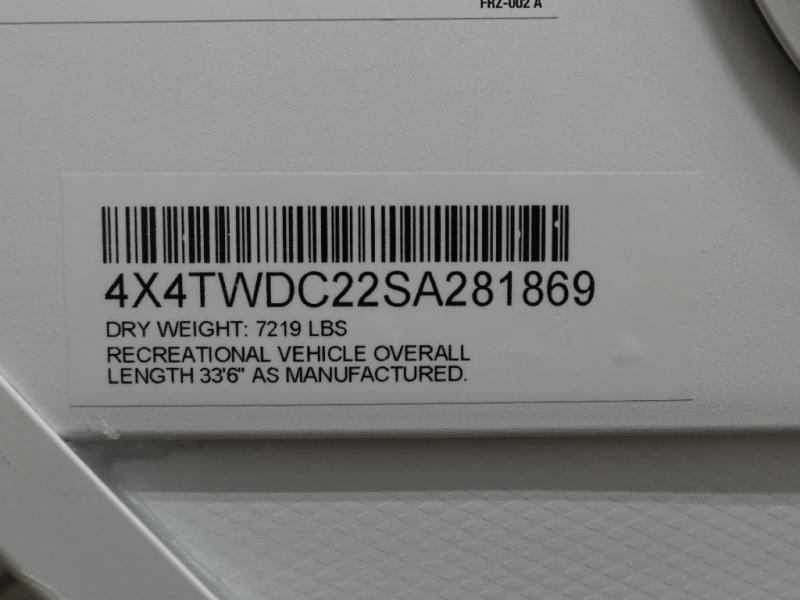 FRZ-002 A
4X4TWDC22SA281869
DRY WEIGHT: 7219 LBS
RECREATIONAL VEHICLE OVERALL
LENGTH 33'6" AS MANUFACTURED.